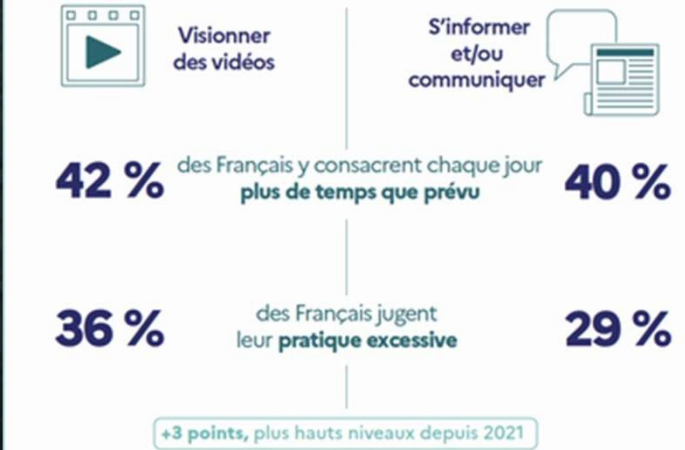 Visionner
des vidéos
S'informer
et/ou
communiquer
42 %
des Français y consacrent chaque jour
plus de temps que prévu
40 %
36 %
des Français jugent
leur pratique excessive
29 %
+3 points, plus hauts niveaux depuis 2021